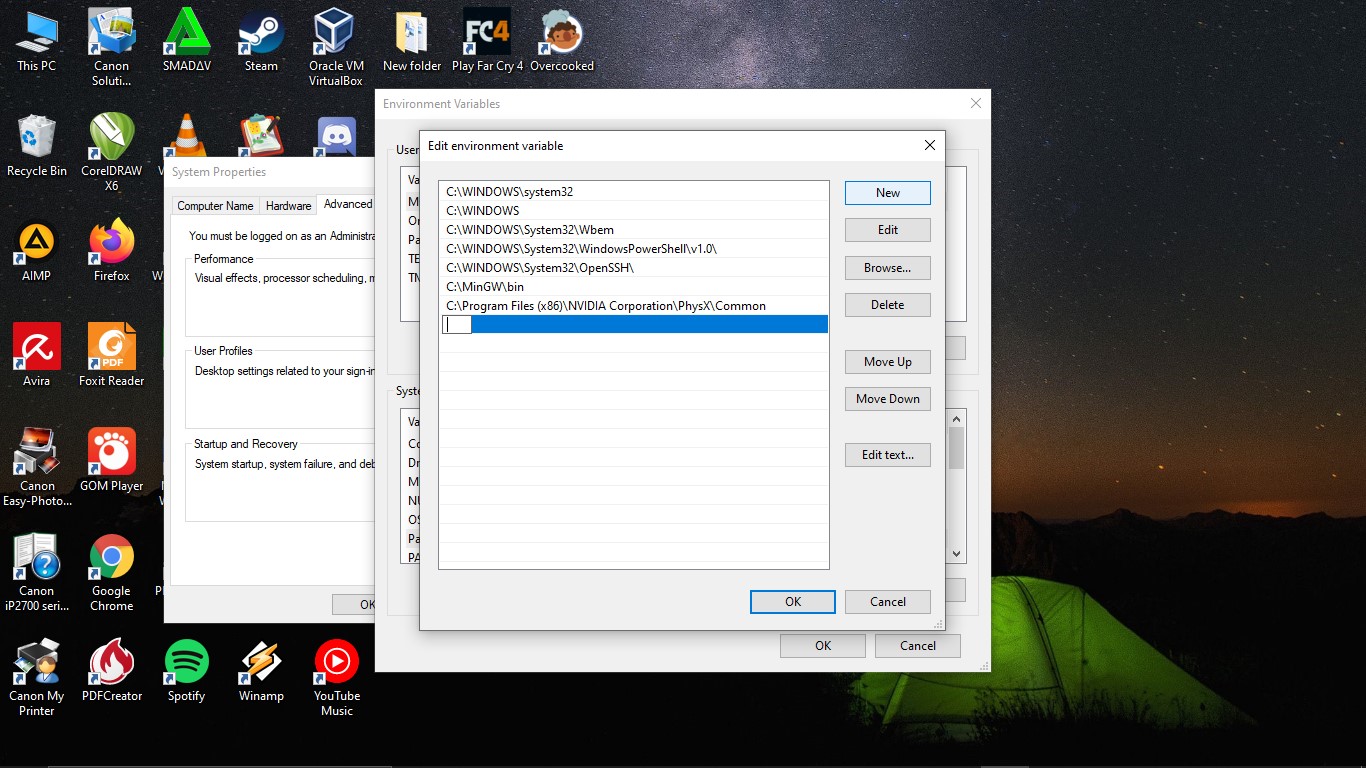 This PC
Canon
Soluti...
SMADΔV
Steam
Oracle VM
VirtualBox
New folder
FC4
Play Far Cry 4
Overcooked
Recycle Bin
CorelDRAW
X6
AIMP
Firefox
Avira
PDF
Foxit Reader
Canon
Easy-Photo...
GOM Player
Canon
iP2700 seri...
Google
Chrome
Canon My
Printer
PDFCreator
Spotify
Winamp
YouTube
Music
System Properties
Computer Name
Hardware
Advanced
You must be logged on as an Administra
Performance
Visual effects, processor scheduling, m
User Profiles
Desktop settings related to your sign-in
Startup and Recovery
System startup, system failure, and deb
OK
Environment Variables
User
Va
M
On
Pa
TE
TM
Syste
Va
Co
Dr
M
NU
OS
Pa
PA
OK
Cancel
Edit environment variable
C:\WINDOWS\system32
C:\WINDOWS
C:\WINDOWS\System32\Wbem
C:\WINDOWS\System32\WindowsPowerShell\v1.0\
C:\WINDOWS\System32\OpenSSH\
C:\MinGW\bin
C:\Program Files (x86)\NVIDIA Corporation\PhysX\Common
New
Edit
Browse...
Delete
Move Up
Move Down
Edit text...
OK
Cancel